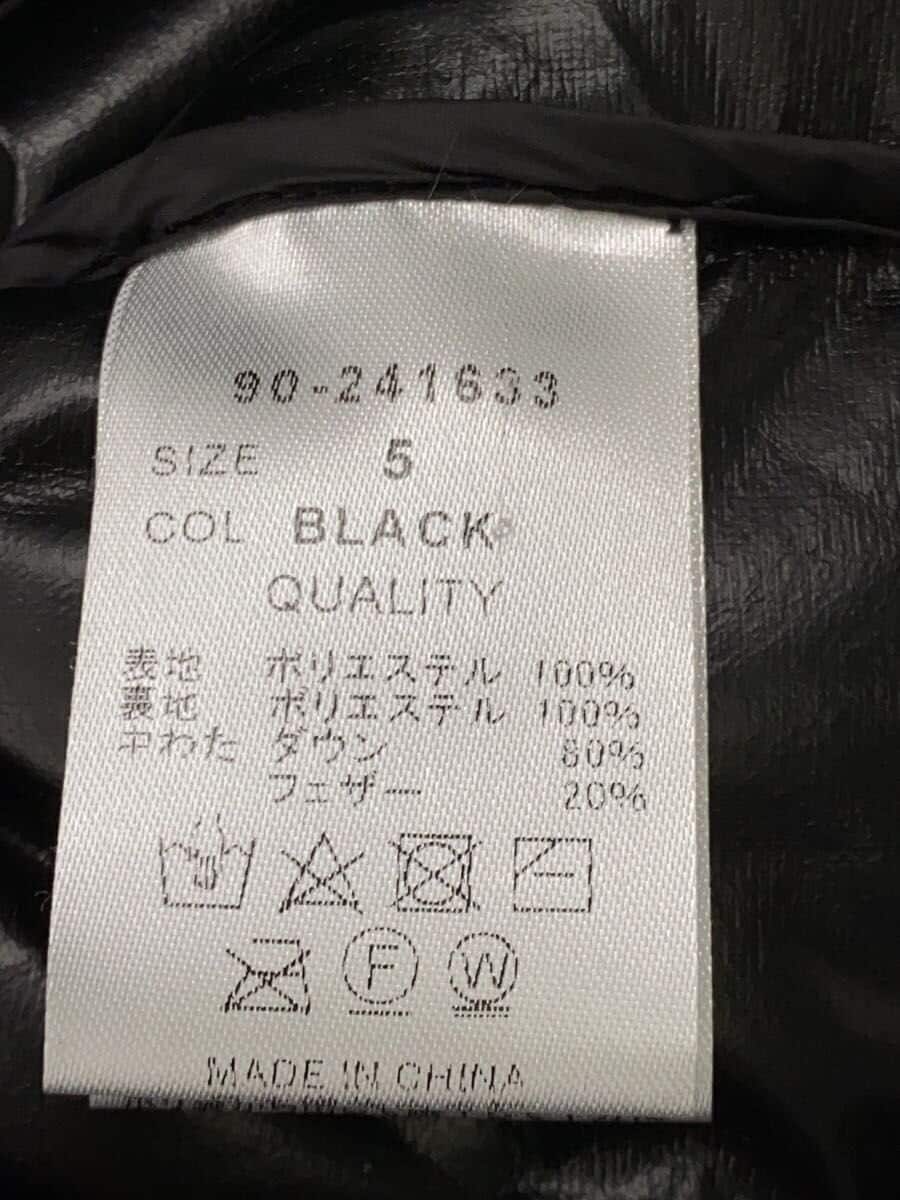 90-241633
SIZE 5
COL BLACK
QUALITY
表地 ポリエステル 100%
裏地 ポリエステル 100%
中わた ダウン 80%
フェザー 20%
F W
MADE IN CHINA